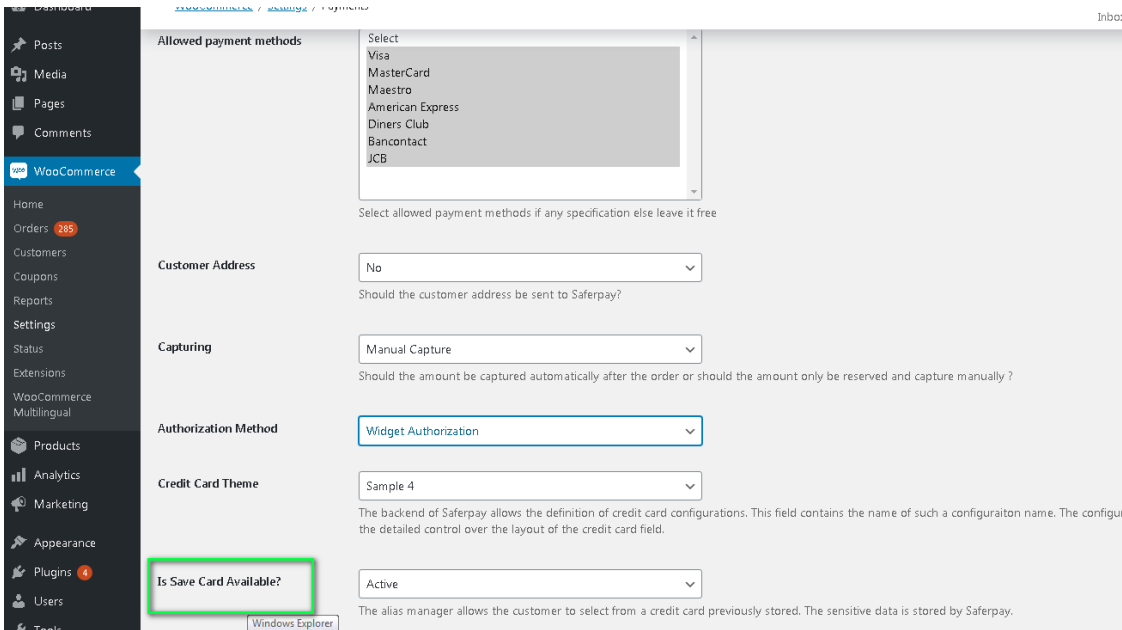 Dashboard
WooCommerce / Settings / Payments
Posts
Media
Pages
Comments
WooCommerce
Home
Orders 285
Customers
Coupons
Reports
Settings
Status
Extensions
WooCommerce
Multilingual
Products
Analytics
Marketing
Appearance
Plugins 4
Users
Tools
Allowed payment methods
Select
Visa
MasterCard
Maestro
American Express
Diners Club
Bancontact
JCB
Select allowed payment methods if any specification else leave it free
Customer Address
No
Should the customer address be sent to Saferpay?
Capturing
Manual Capture
Should the amount be captured automatically after the order or should the amount only be reserved and capture manually ?
Authorization Method
Widget Authorization
Credit Card Theme
Sample 4
The backend of Saferpay allows the definition of credit card configurations. This field contains the name of such a configuraiton name. The
the detailed control over the layout of the credit card field.
Is Save Card Available?
Active
The alias manager allows the customer to select from a credit card previously stored. The sensitive data is stored by Saferpay.
Windows Explorer